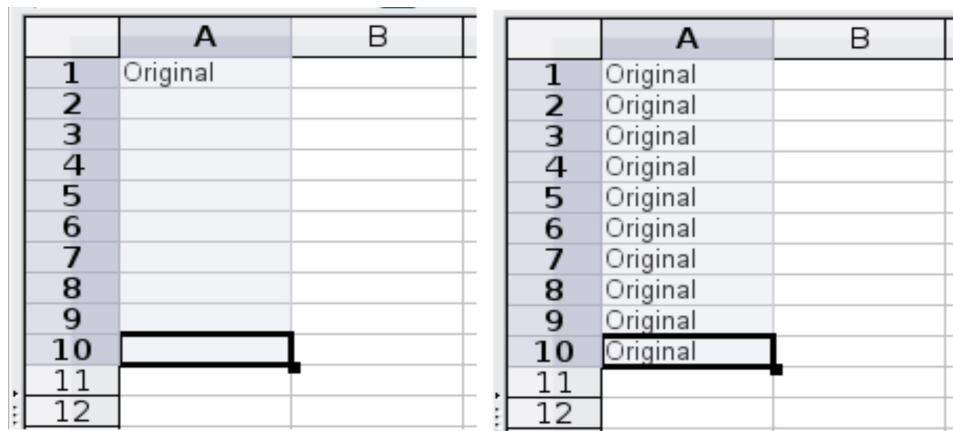 A B
1 Original
2
3
4
5
6
7
8
9
10
11
12
A B
1 Original
2 Original
3 Original
4 Original
5 Original
6 Original
7 Original
8 Original
9 Original
10 Original
11
12